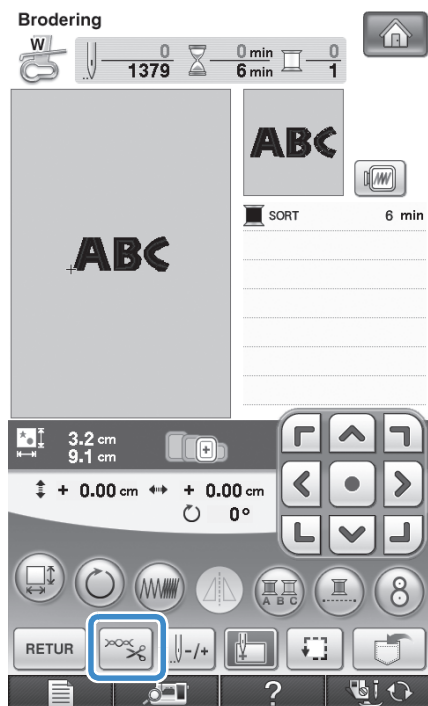 Brodering
W
0 0 min 0
1379 6 min 1
ABC
ABC
SORT 6 min
3.2 cm
9.1 cm
+ 0.00 cm + 0.00 cm
0°
A B C
8
RETUR
-/+
?